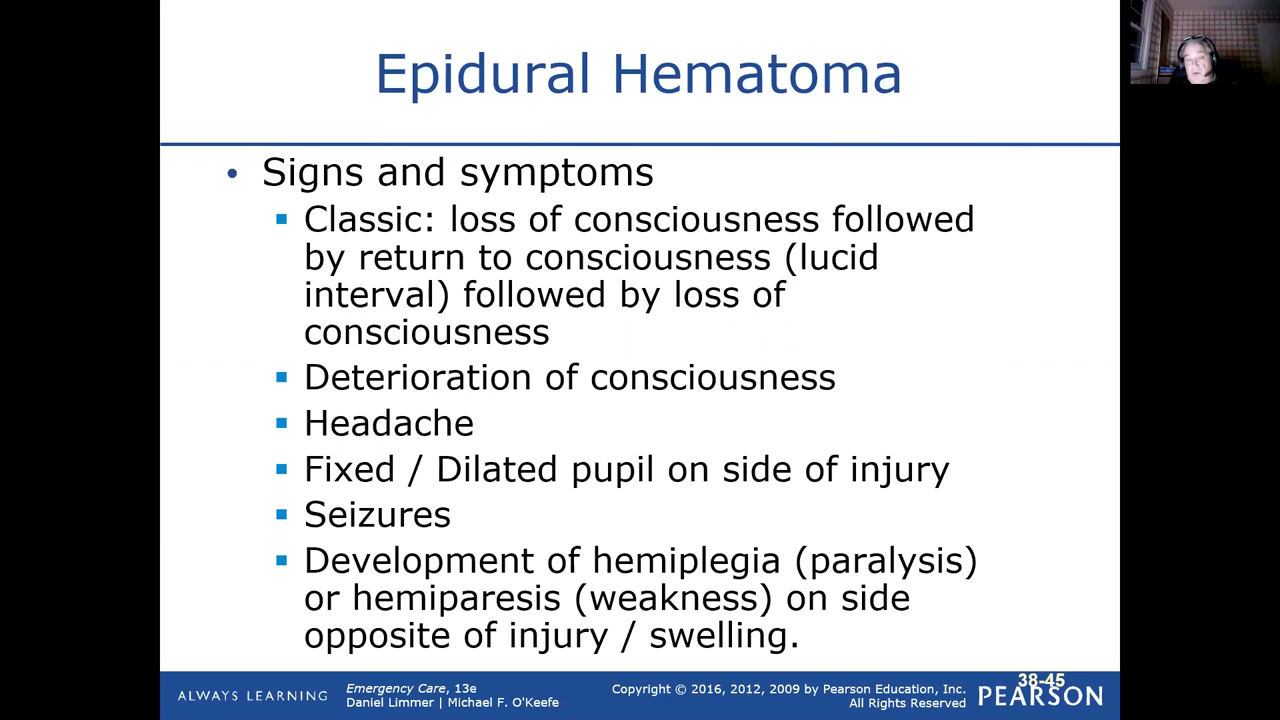 Epidural Hematoma
• Signs and symptoms
▪ Classic: loss of consciousness followed
by return to consciousness (lucid
interval) followed by loss of
consciousness
▪ Deterioration of consciousness
▪ Headache
▪ Fixed / Dilated pupil on side of injury
▪ Seizures
▪ Development of hemiplegia (paralysis)
or hemiparesis (weakness) on side
opposite of injury / swelling.
ALWAYS LEARNING
Emergency Care, 13e
Daniel Limmer | Michael F. O'Keefe
Copyright © 2016, 2012, 2009 by Pearson Education, Inc.
All Rights Reserved
38-45
PEARSON